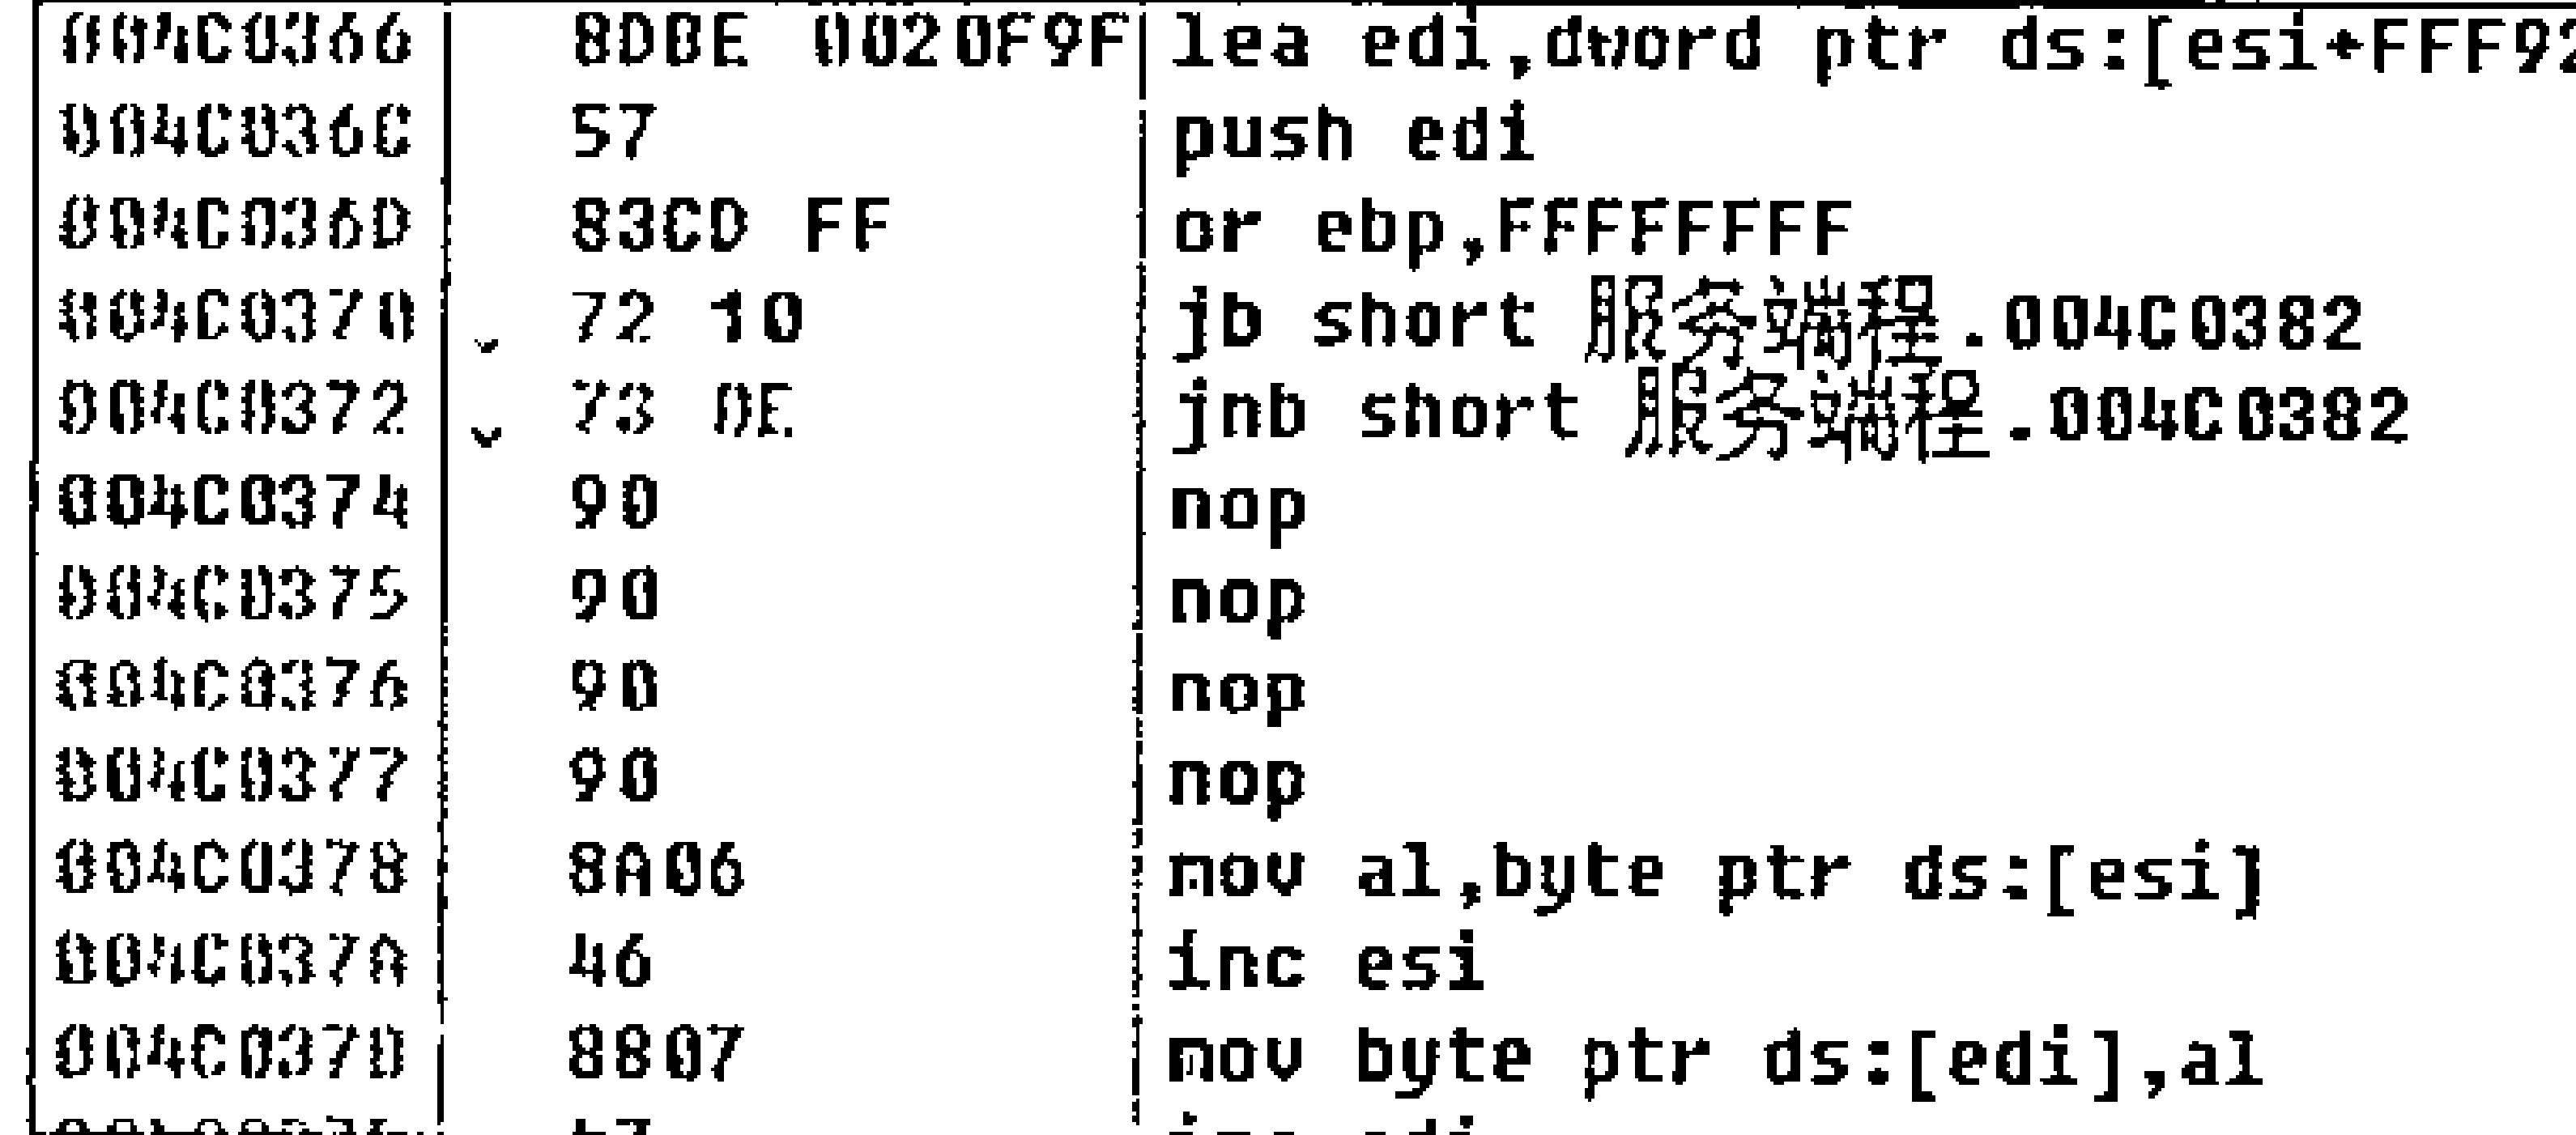 004C0366 8DBE 0020F9F lea edi,dword ptr ds:[esi+FFF92
004C036C 57 push edi
004C036D 83CD FF or ebp,FFFFFFFF
004C0370 72 10 jb short 服务端程.004C0382
004C0372 73 0E jnb short 服务端程.004C0382
004C0374 90 nop
004C0375 90 nop
004C0376 90 nop
004C0377 90 nop
004C0378 8A06 mov al,byte ptr ds:[esi]
004C037A 46 inc esi
004C037B 8807 mov byte ptr ds:[edi],al